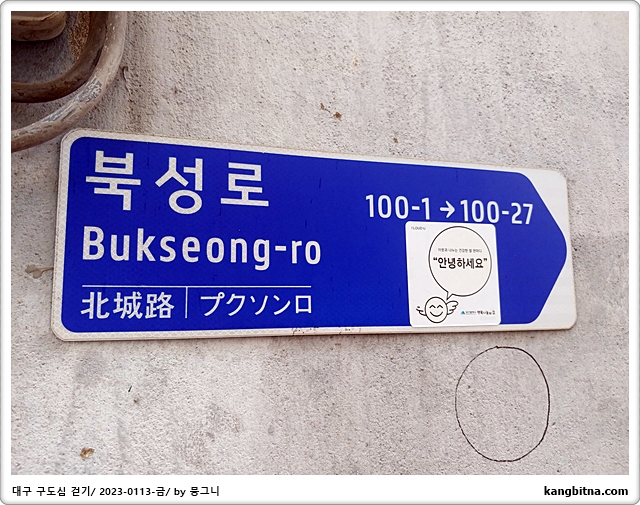 북성로
100-1 → 100-27
Bukseong-ro
北城路 | プクソンロ
"안녕하세요"
대구 구도심 걷기/ 2023-0113-금/ by 뭉그니
kangbitna.com